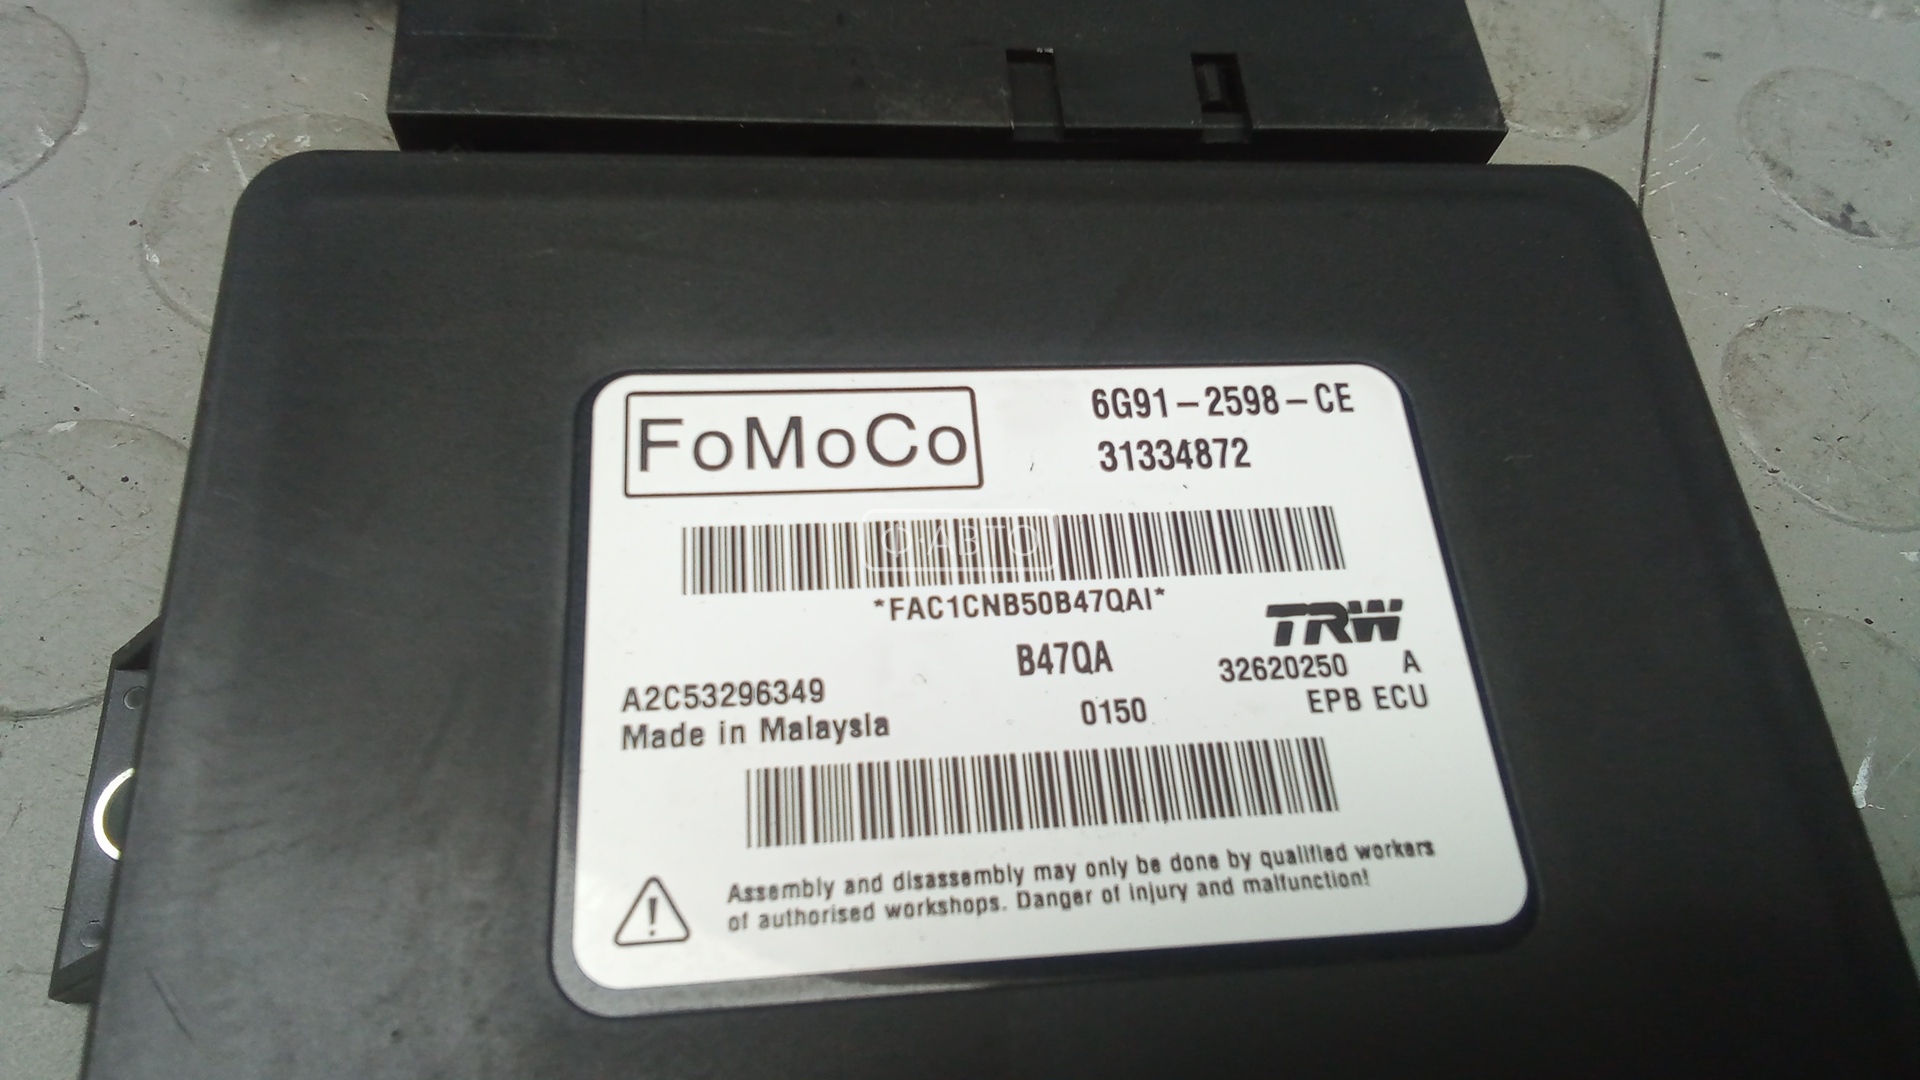 FoMoCo
6G91-2598-CE
31334872
О-АВТО
*FAC1CNB50B47QAI*
TRW
B47QA
32620250 A
A2C53296349
0150
EPB ECU
Made in Malaysia
Assembly and disassembly may only be done by qualified workers
of authorised workshops. Danger of injury and malfunction!